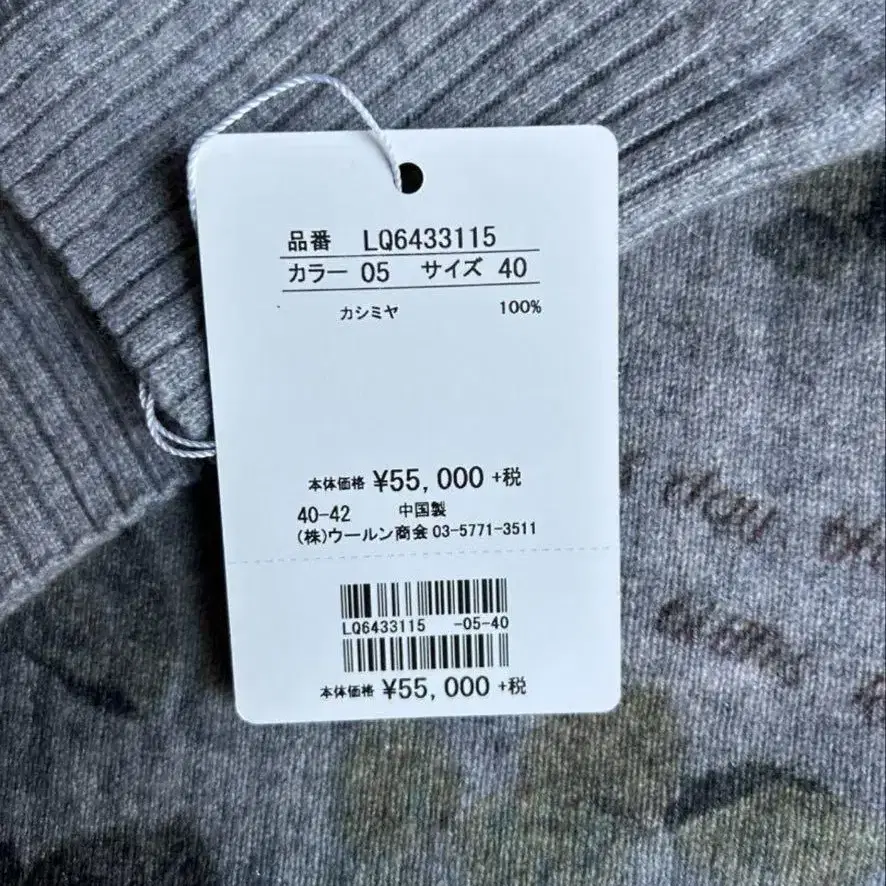 品番 LQ6433115
カラー 05 サイズ 40
カシミヤ 100%
本体価格 ¥55,000 +税
40-42 中国製
(株)ウールン商会 03-5771-3511
LQ6433115 -05-40
本体価格 ¥55,000 +税